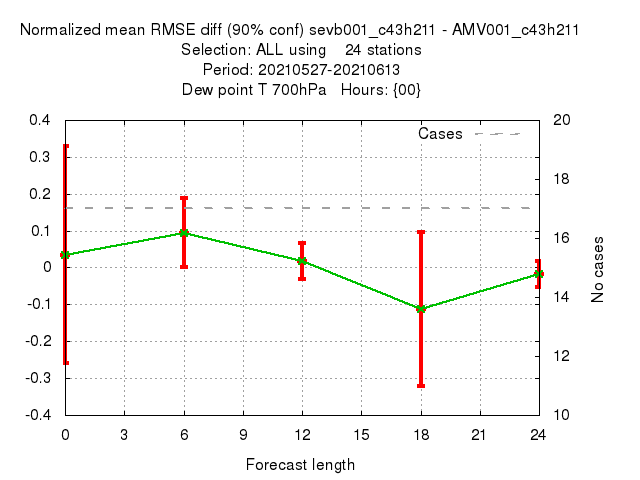 Normalized mean RMSE diff (90% conf) sevb001_c43h211 - AMV001_c43h211
Selection: ALL using    24 stations
Period: 20210527-20210613
Dew point T 700hPa   Hours: {00}
Cases
0.4
0.3
0.2
0.1
0
-0.1
-0.2
-0.3
-0.4
20
18
16
14
12
10
No cases
0 3 6 9 12 15 18 21 24
Forecast length